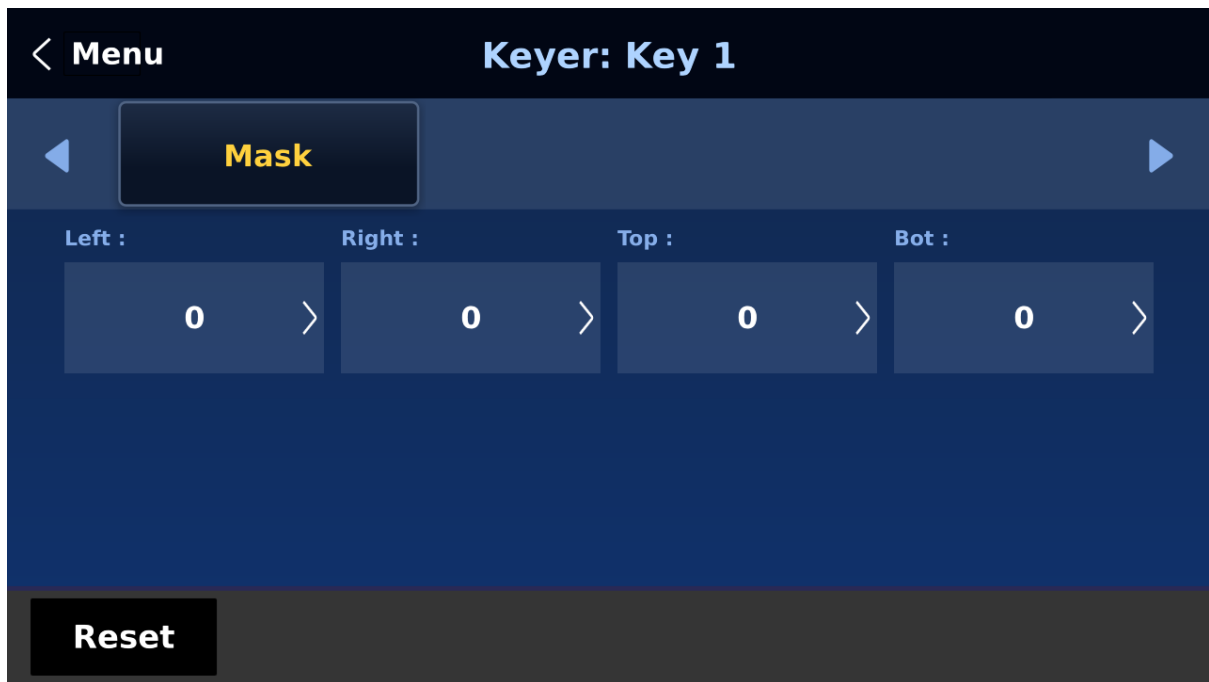 Menu
Keyer: Key 1
Mask
Left : Right : Top : Bot :
0 0 0 0
Reset